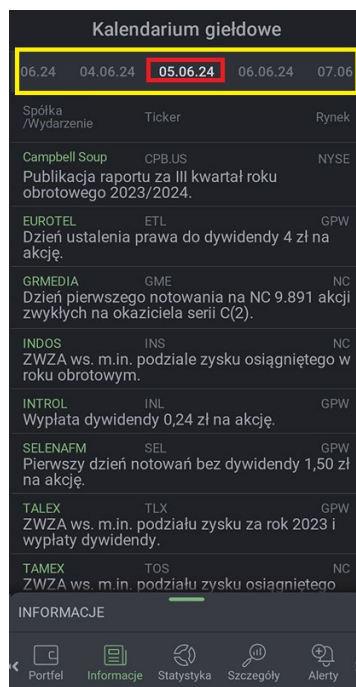 Kalendarium giełdowe
06.24 04.06.24 05.06.24 06.06.24 07.06
Spółka /Wydarzenie Ticker Rynek
Campbell Soup CPB.US NYSE
Publikacja raportu za III kwartał roku
obrotowego 2023/2024.
EUROTEL ETL GPW
Dzień ustalenia prawa do dywidendy 4 zł na
akcję.
GRMEDIA GME NC
Dzień pierwszego notowania na NC 9.891 akcji
zwykłych na okaziciela serii C(2).
INDOS INS NC
ZWZA ws. m.in. podziale zysku osiągniętego w
roku obrotowym.
INTROL INL GPW
Wypłata dywidendy 0,24 zł na akcję.
SELENAFM SEL GPW
Pierwszy dzień notowań bez dywidendy 1,50 zł
na akcję.
TALEX TLX GPW
ZWZA ws. m.in. podziału zysku za rok 2023 i
wypłaty dywidendy.
TAMEX TOS NC
ZWZA ws. m.in. podziału zysku osiągniętego
INFORMACJE
Portfel Informacje Statystyka Szczegóły Alerty